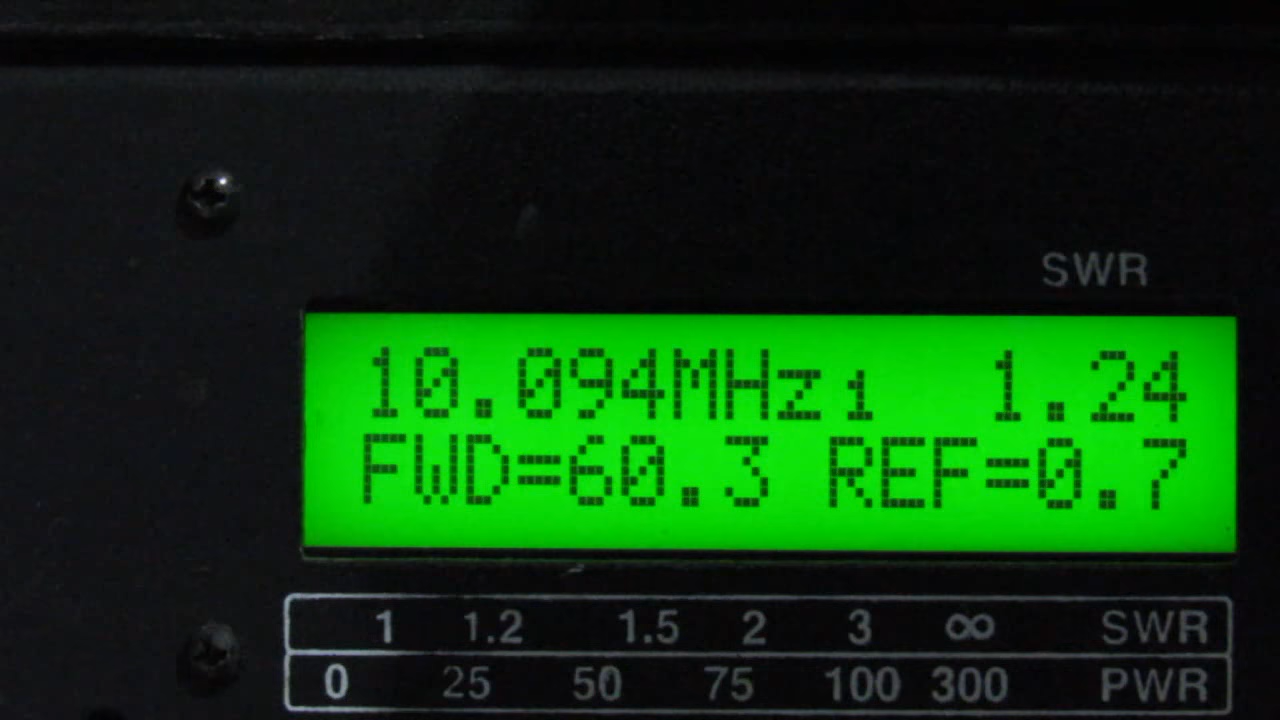 SWR
10.094MHz1 1.24
FWD=60.3 REF=0.7
1 1.2 1.5 2 3 ∞ SWR
0 25 50 75 100 300 PWR